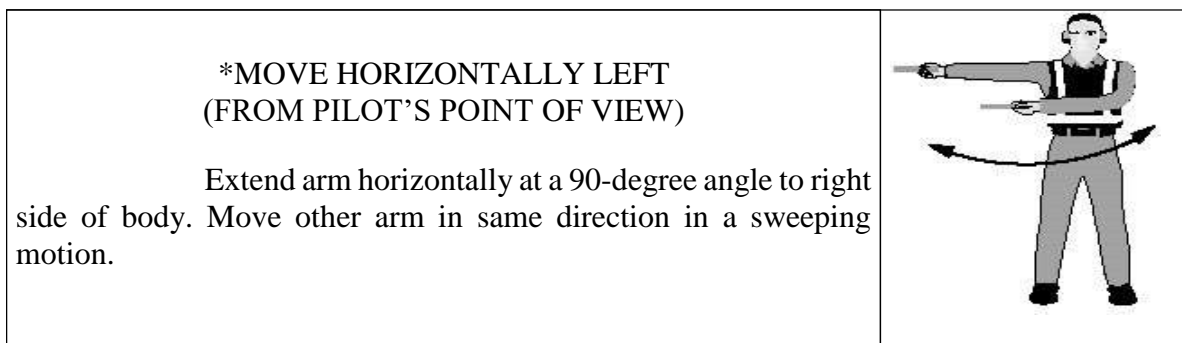 *MOVE HORIZONTALLY LEFT
(FROM PILOT’S POINT OF VIEW)
Extend arm horizontally at a 90-degree angle to right
side of body. Move other arm in same direction in a sweeping
motion.